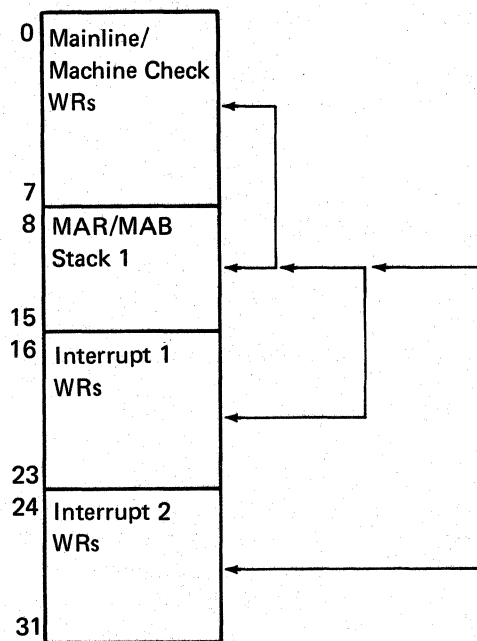 0
Mainline/
Machine Check
WRs
7
8
MAR/MAB
Stack 1
15
16
Interrupt 1
WRs
23
24
Interrupt 2
WRs
31